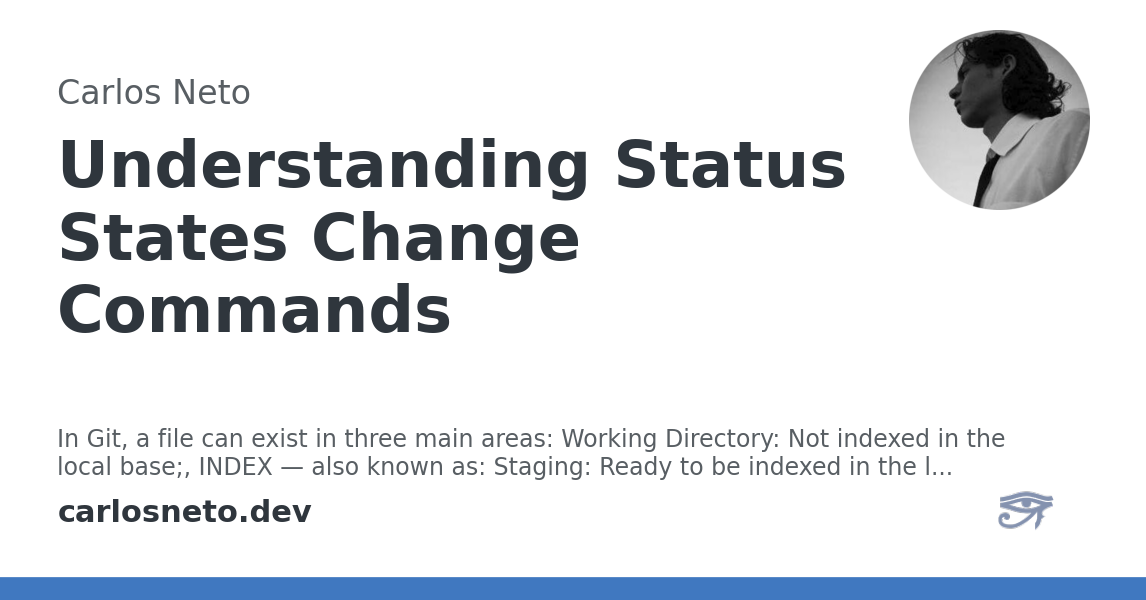 Carlos Neto
Understanding Status
States Change
Commands
In Git, a file can exist in three main areas: Working Directory: Not indexed in the
local base;, INDEX — also known as: Staging: Ready to be indexed in the l...
carlosneto.dev